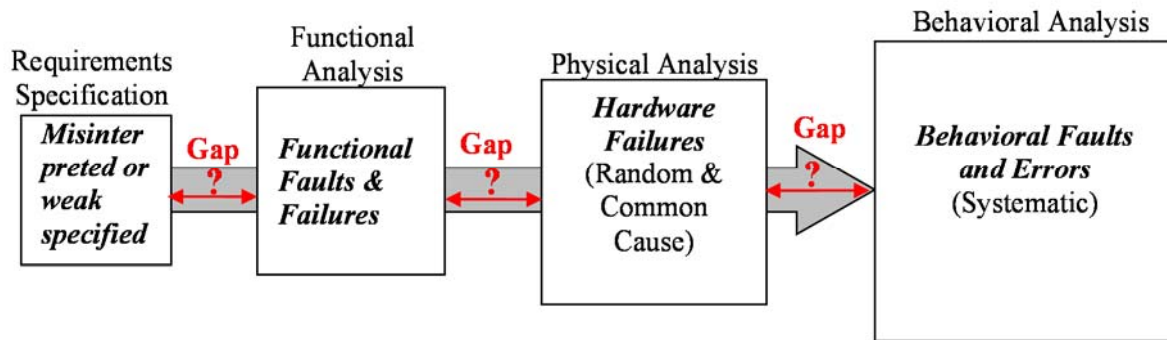 Requirements
Specification
Misinter
preted or
weak
specified
Gap
?
Functional
Analysis
Functional
Faults &
Failures
Gap
?
Physical Analysis
Hardware
Failures
(Random &
Common
Cause)
Gap
?
Behavioral Analysis
Behavioral Faults
and Errors
(Systematic)